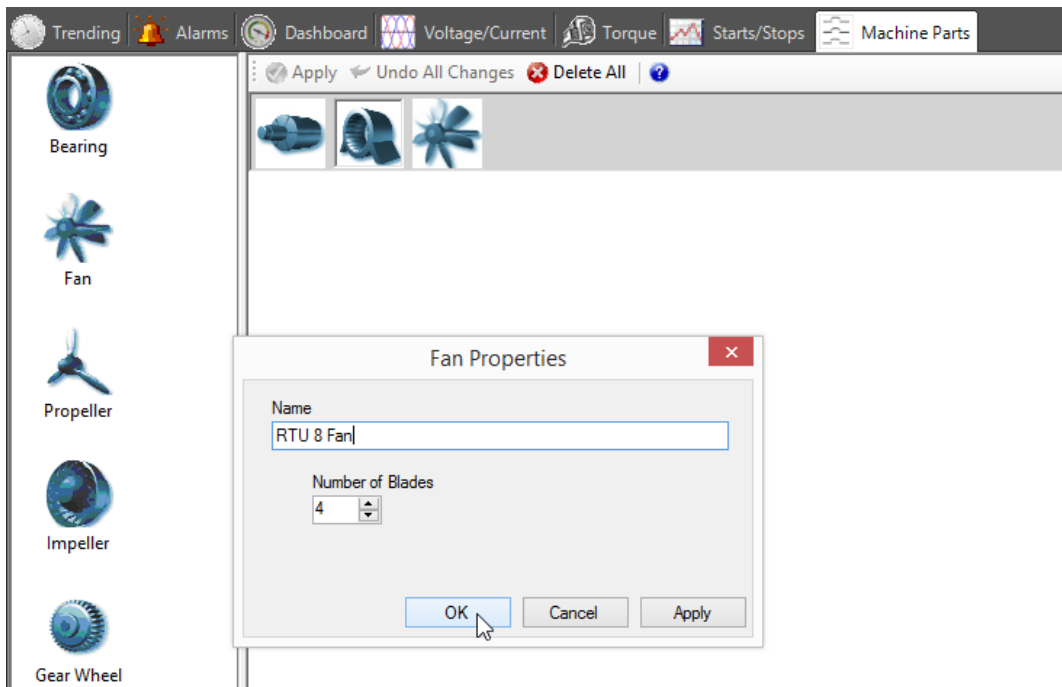 Trending Alarms Dashboard Voltage/Current Torque Starts/Stops Machine Parts
Apply Undo All Changes Delete All ?
Bearing
Fan
Propeller
Impeller
Gear Wheel
Fan Properties
Name
RTU 8 Fan
Number of Blades
4
OK Cancel Apply